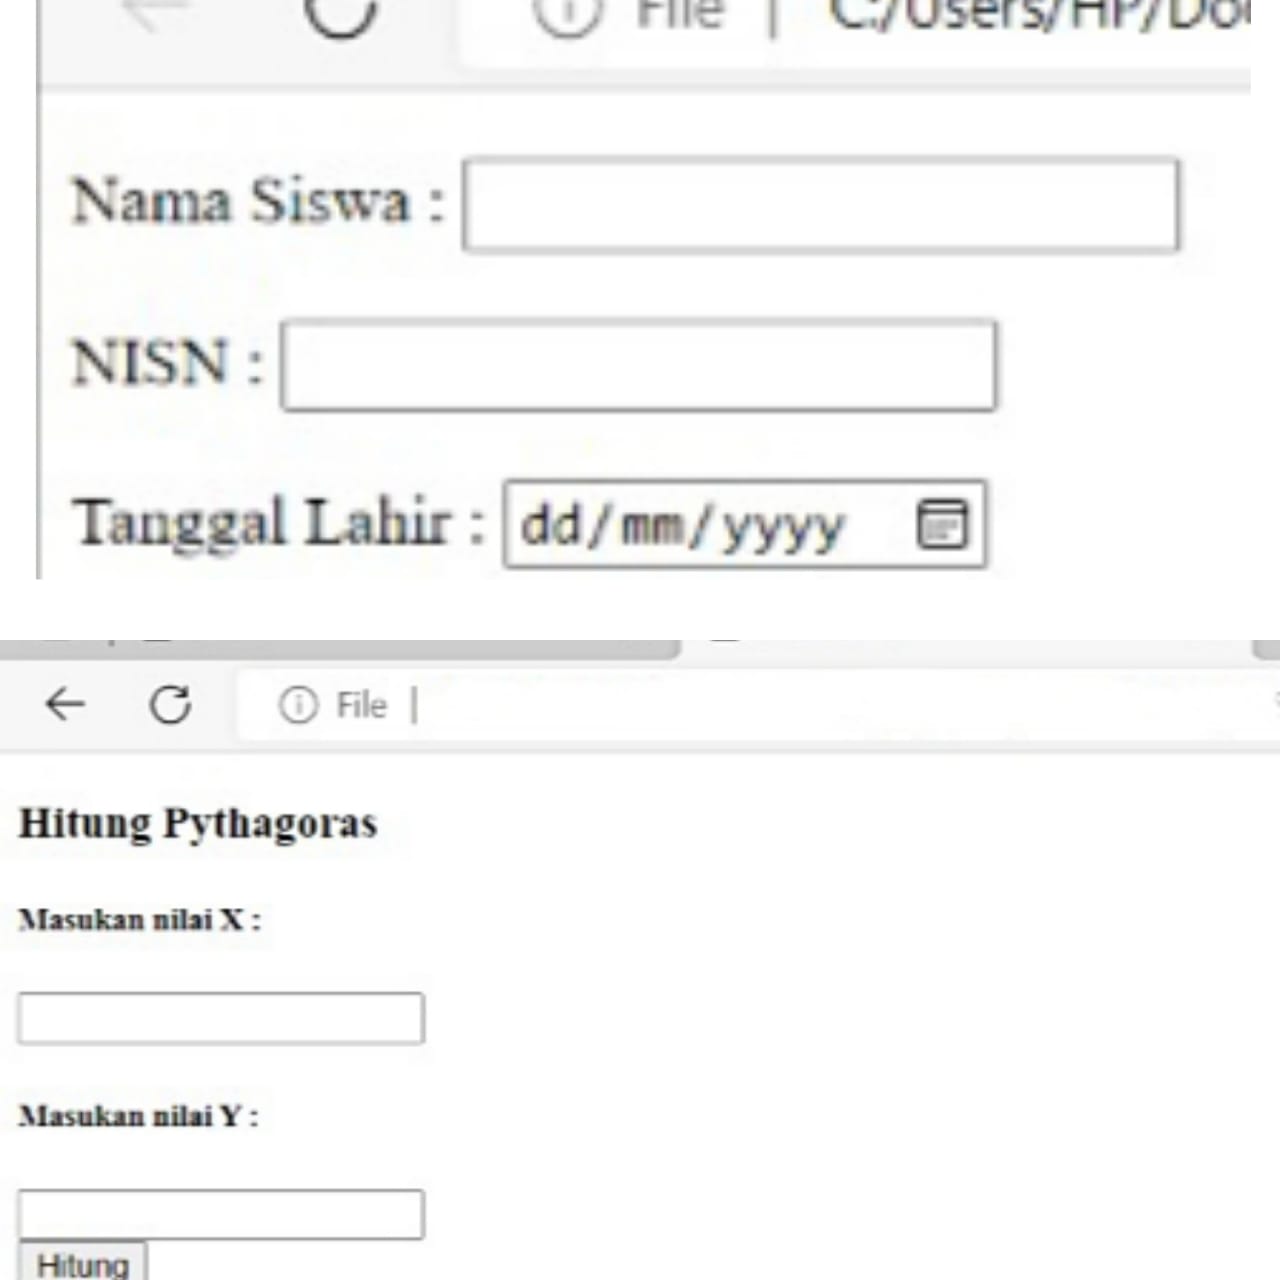 File | C:/Users/HP/Do
Nama Siswa :
NISN :
Tanggal Lahir : dd/mm/yyyy
File |
Hitung Pythagoras
Masukan nilai X :
Masukan nilai Y :
Hitung